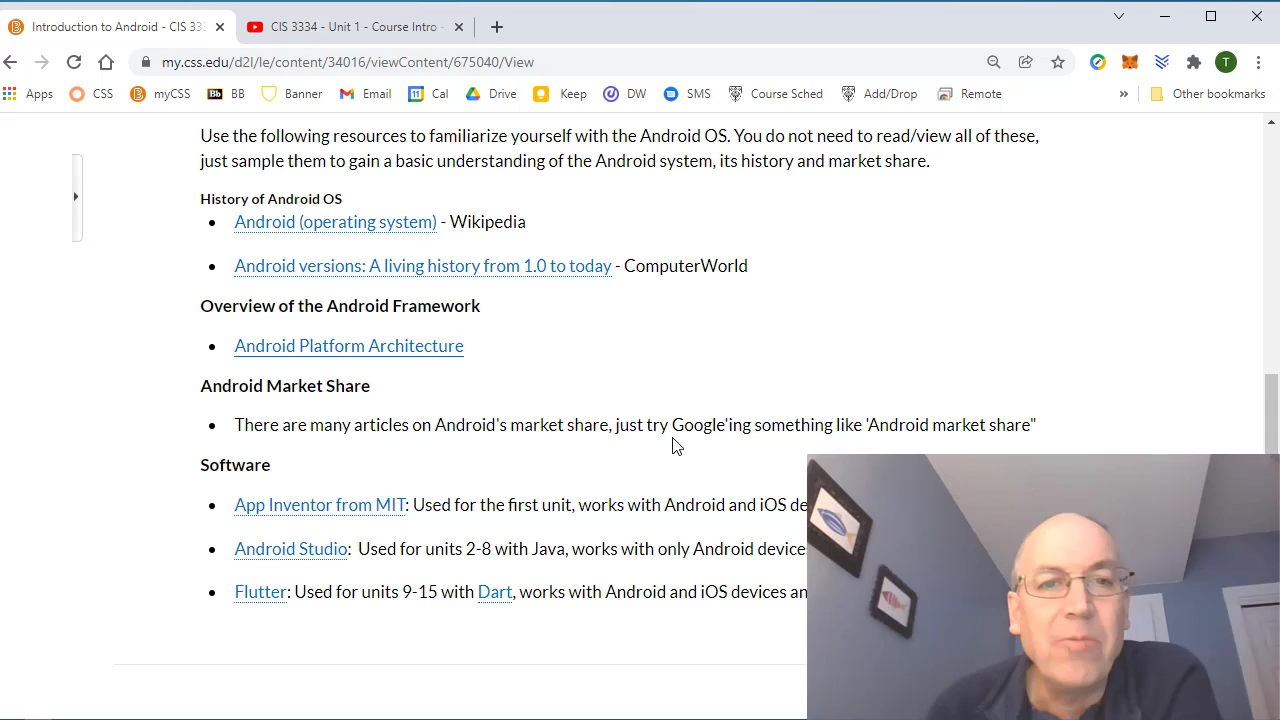 Introduction to Android - CIS 333
CIS 3334 - Unit 1 - Course Intro -
my.css.edu/d2l/le/content/34016/viewContent/675040/View
T
Apps CSS myCSS Bb BB Banner Email Cal Drive Keep DW SMS Course Sched Add/Drop Remote » Other bookmarks
Use the following resources to familiarize yourself with the Android OS. You do not need to read/view all of these,
just sample them to gain a basic understanding of the Android system, its history and market share.
History of Android OS
• Android (operating system) - Wikipedia
• Android versions: A living history from 1.0 to today - ComputerWorld
Overview of the Android Framework
• Android Platform Architecture
Android Market Share
• There are many articles on Android's market share, just try Google'ing something like 'Android market share"
Software
• App Inventor from MIT: Used for the first unit, works with Android and iOS de
• Android Studio: Used for units 2-8 with Java, works with only Android device
• Flutter: Used for units 9-15 with Dart, works with Android and iOS devices an